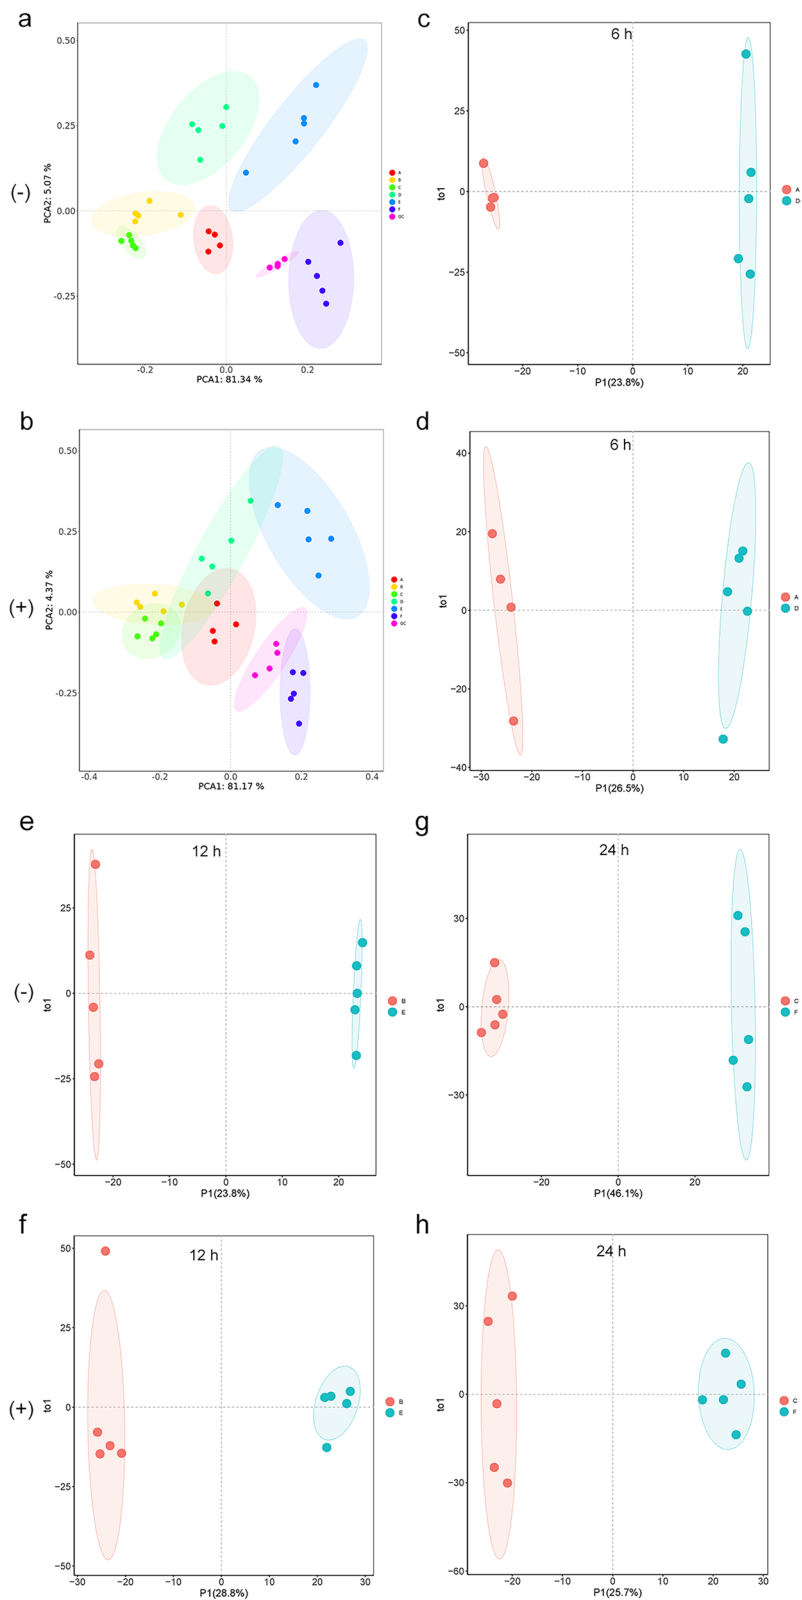 a
0.50
0.25
0.00
-0.25
PCA2: 5.07 %
-0.2
0.0
0.2
PCA1: 81.34 %
A
B
C
D
E
F
QC
(-)
c
6 h
50
25
0
−25
−50
to1
−20
−10
0
10
20
P1(23.8%)
A
D
b
0.50
0.25
0.00
-0.25
PCA2: 4.37 %
-0.4
-0.2
0.0
0.2
0.4
PCA1: 81.17 %
A
B
C
D
E
F
QC
(+)
d
6 h
40
20
0
−20
−40
to1
−30
−20
−10
0
10
20
P1(26.5%)
A
D
e
12 h
25
0
−25
−50
to1
−20
−10
0
10
20
P1(23.8%)
B
E
(-)
g
24 h
30
0
−30
to1
−20
0
20
P1(46.1%)
C
F
f
12 h
50
25
0
−25
−50
to1
−30
−20
−10
0
10
20
30
P1(28.8%)
B
E
(+)
h
24 h
30
0
−30
−60
to1
−20
−10
0
10
20
30
P1(25.7%)
C
F